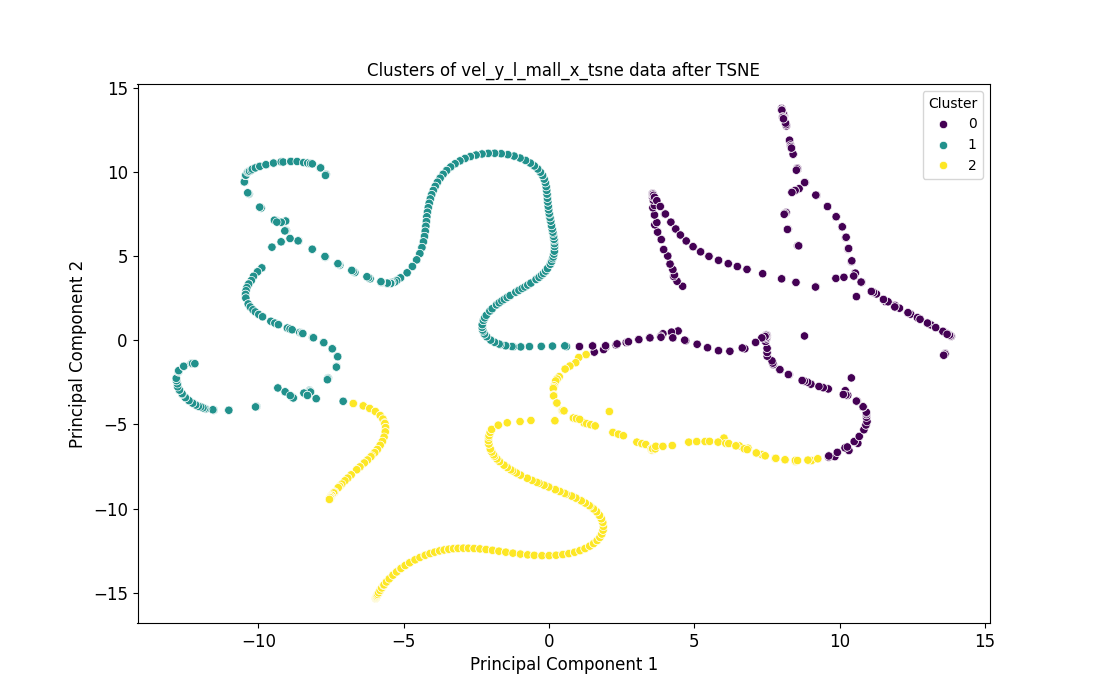 Clusters of vel_y_l_mall_x_tsne data after TSNE
Cluster
0
1
2
15
10
5
0
−5
−10
−15
Principal Component 2
−10 −5 0 5 10 15
Principal Component 1